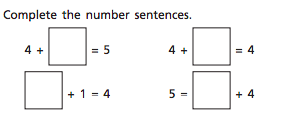 Complete the number sentences.
4 + = 5 4 + = 4
+ 1 = 4 5 = + 4